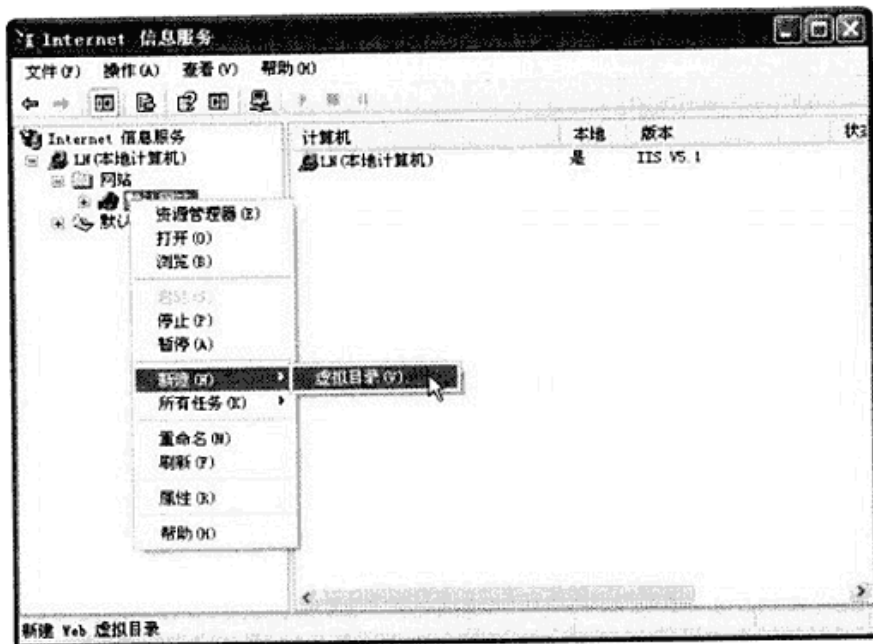 Internet 信息服务
文件(F) 操作(A) 查看(V) 帮助(H)
Internet 信息服务
LN(本地计算机)
网站
默认
计算机 本地 版本 状态
LN(本地计算机) 是 IIS V5.1
资源管理器(E)
打开(O)
浏览(B)
停止(P)
暂停(A)
新建(N)
虚拟目录(V)
所有任务(K)
重命名(M)
刷新(F)
属性(R)
帮助(H)
新建 Web 虚拟目录